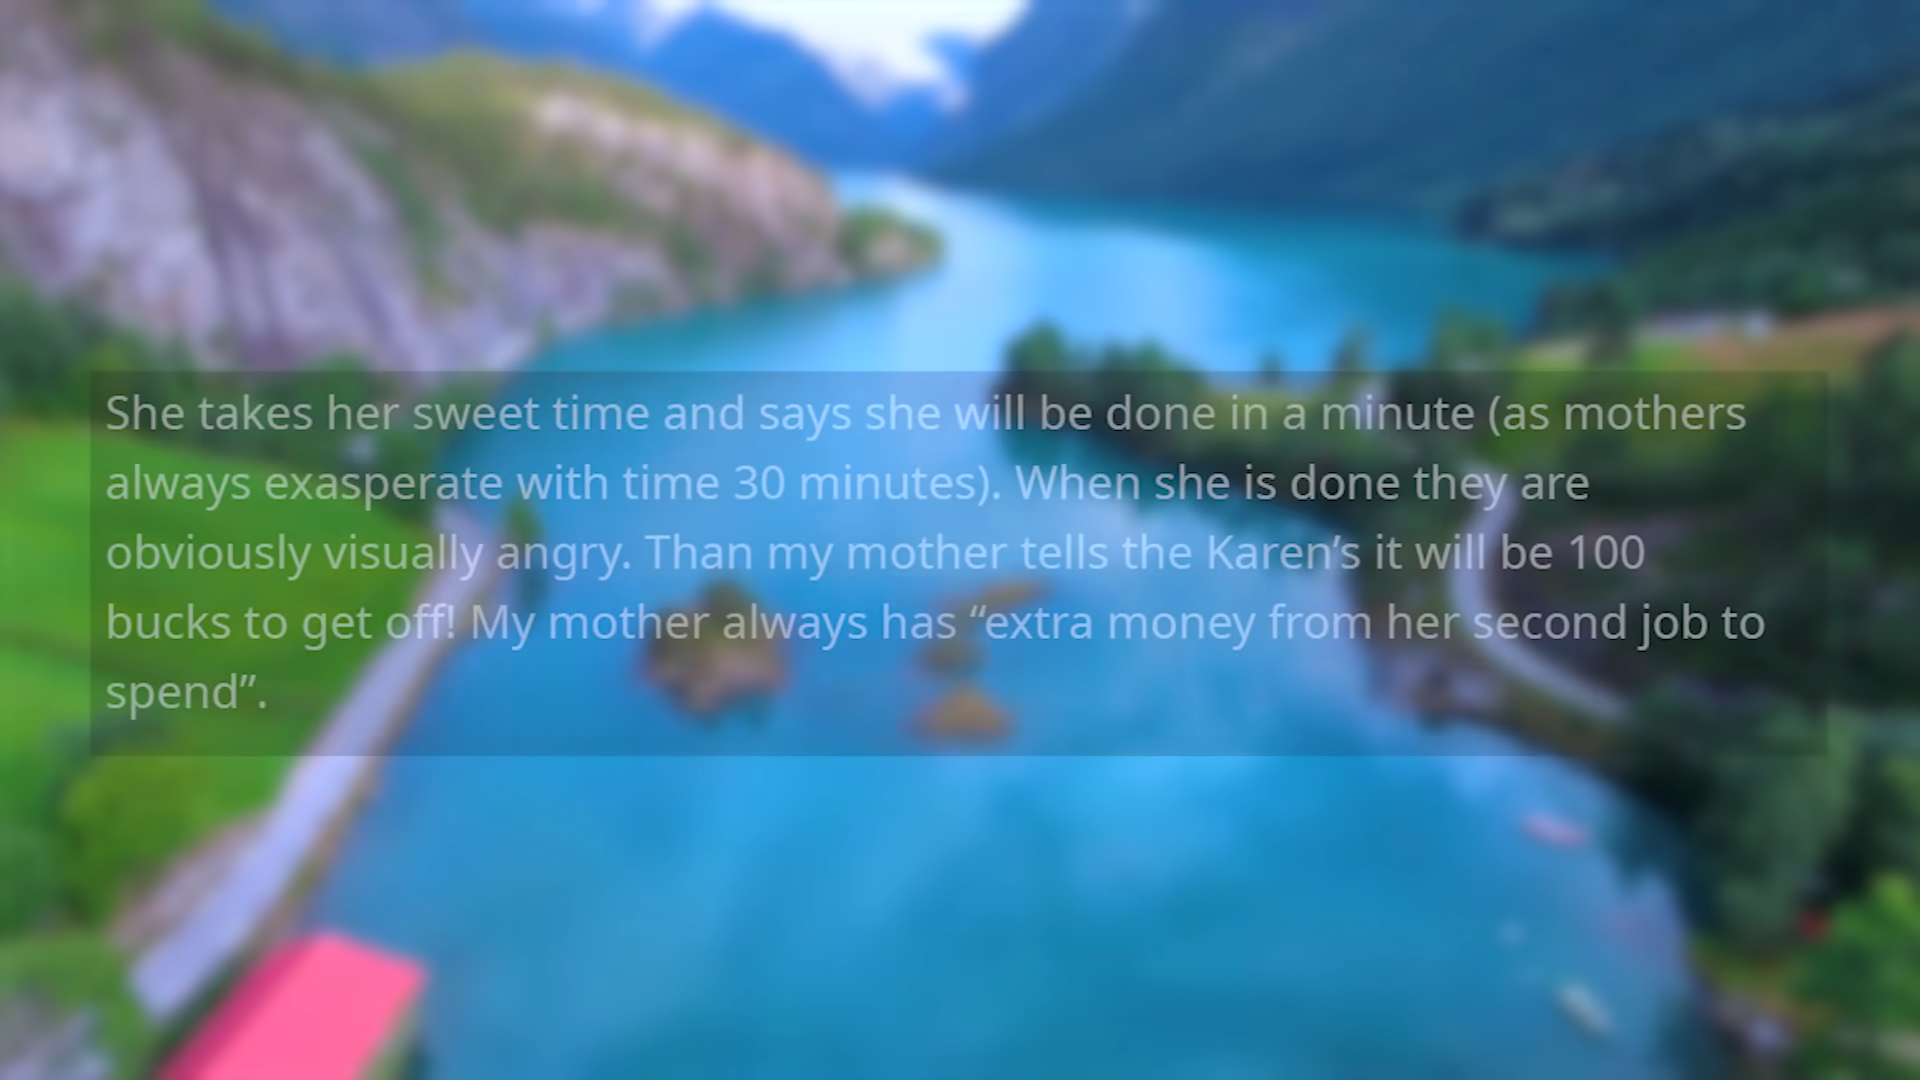 She takes her sweet time and says she will be done in a minute (as mothers
always exasperate with time 30 minutes). When she is done they are
obviously visually angry. Than my mother tells the Karen’s it will be 100
bucks to get off! My mother always has “extra money from her second job to
spend”.